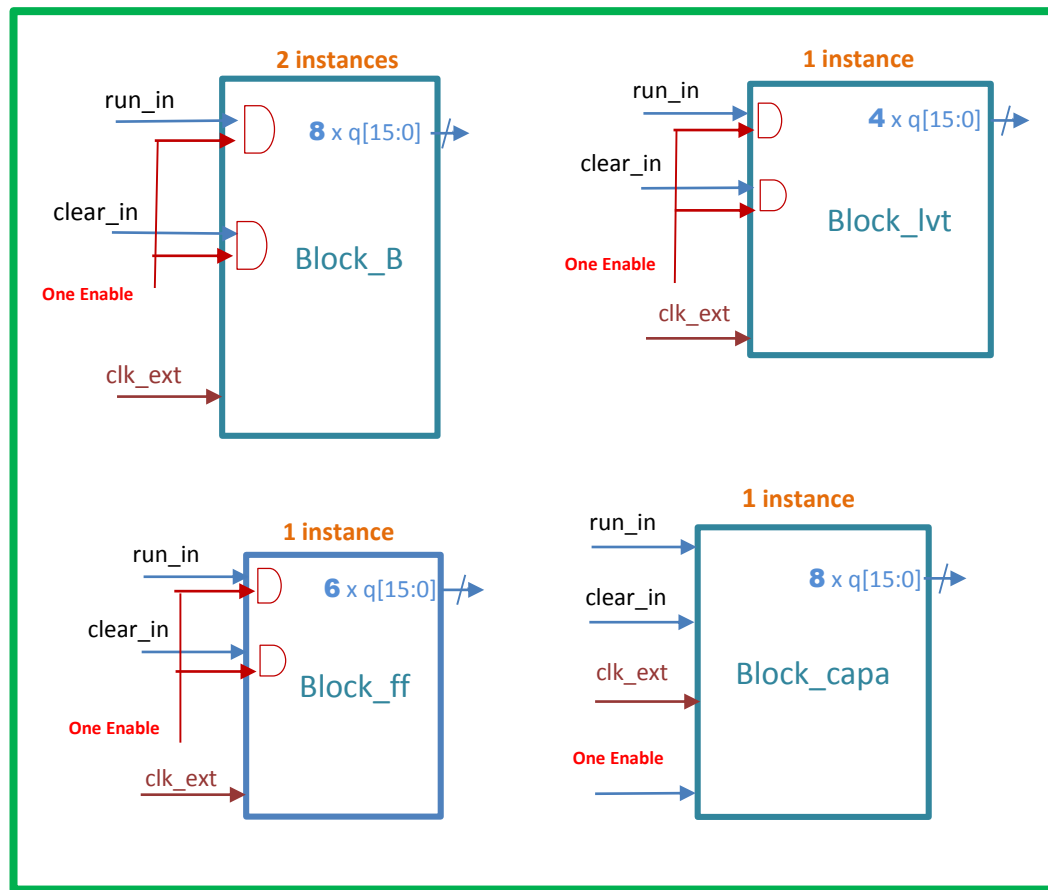 2 instances
run_in
8 x q[15:0]
clear_in
Block_B
One Enable
clk_ext
1 instance
run_in
4 x q[15:0]
clear_in
Block_lvt
One Enable
clk_ext
1 instance
run_in
6 x q[15:0]
clear_in
Block_ff
One Enable
clk_ext
1 instance
run_in
8 x q[15:0]
clear_in
clk_ext
Block_capa
One Enable